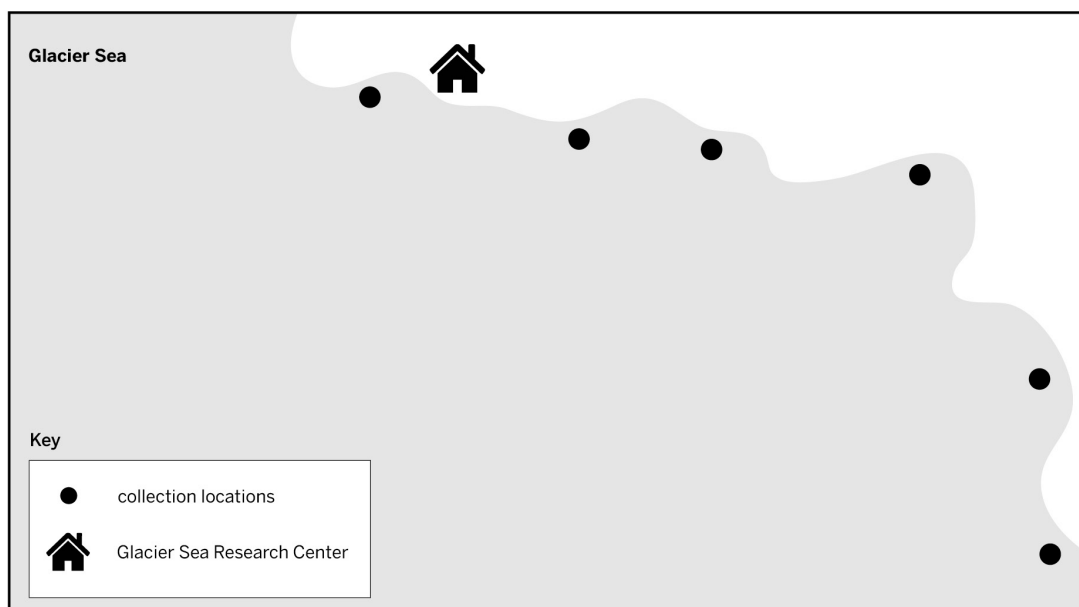 Glacier Sea
Key
collection locations
Glacier Sea Research Center